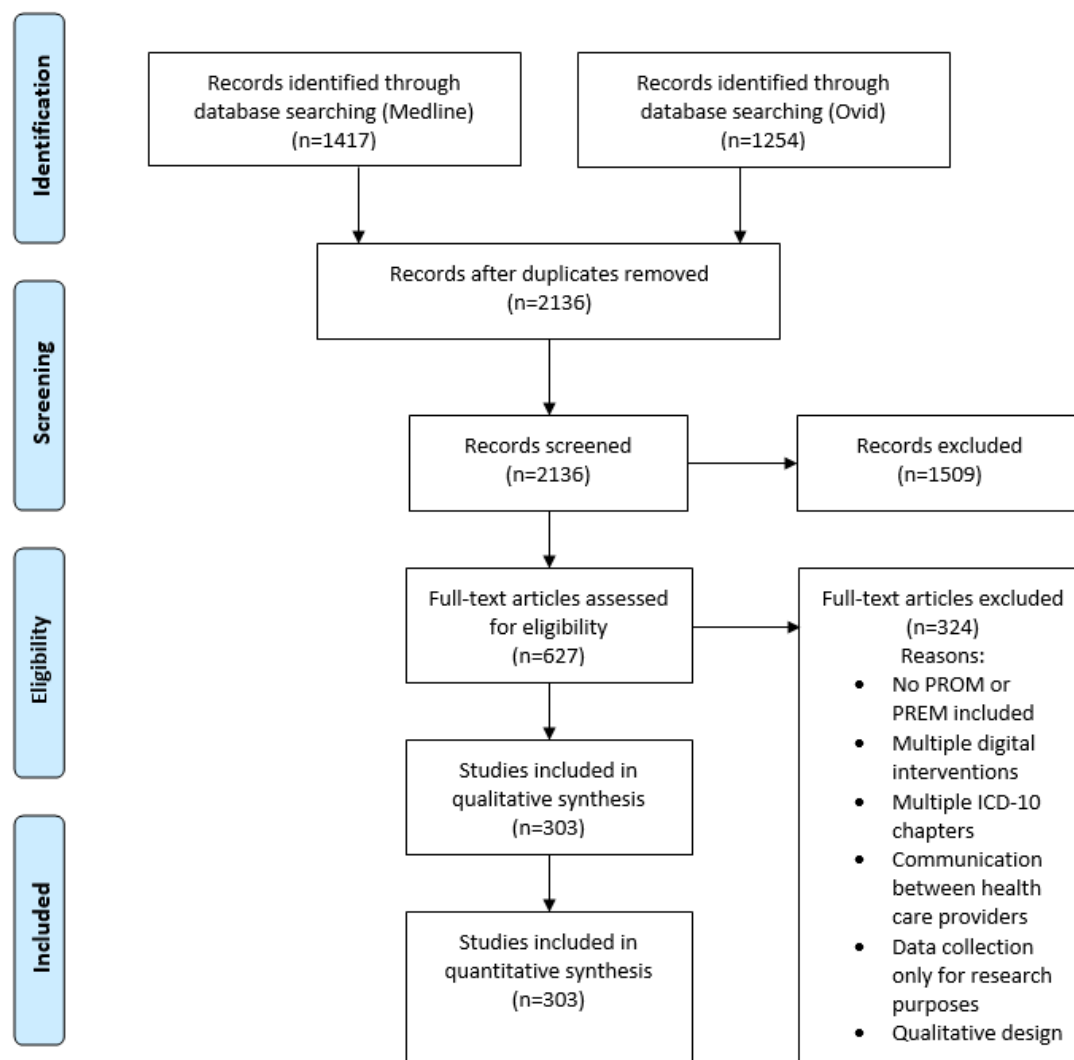 Identification
Records identified through
database searching (Medline)
(n=1417)
Records identified through
database searching (Ovid)
(n=1254)
Records after duplicates removed
(n=2136)
Screening
Records screened
(n=2136)
Records excluded
(n=1509)
Eligibility
Full-text articles assessed
for eligibility
(n=627)
Full-text articles excluded
(n=324)
Reasons:
• No PROM or
PREM included
• Multiple digital
interventions
• Multiple ICD-10
chapters
• Communication
between health
care providers
• Data collection
only for research
purposes
• Qualitative design
Studies included in
qualitative synthesis
(n=303)
Included
Studies included in
quantitative synthesis
(n=303)